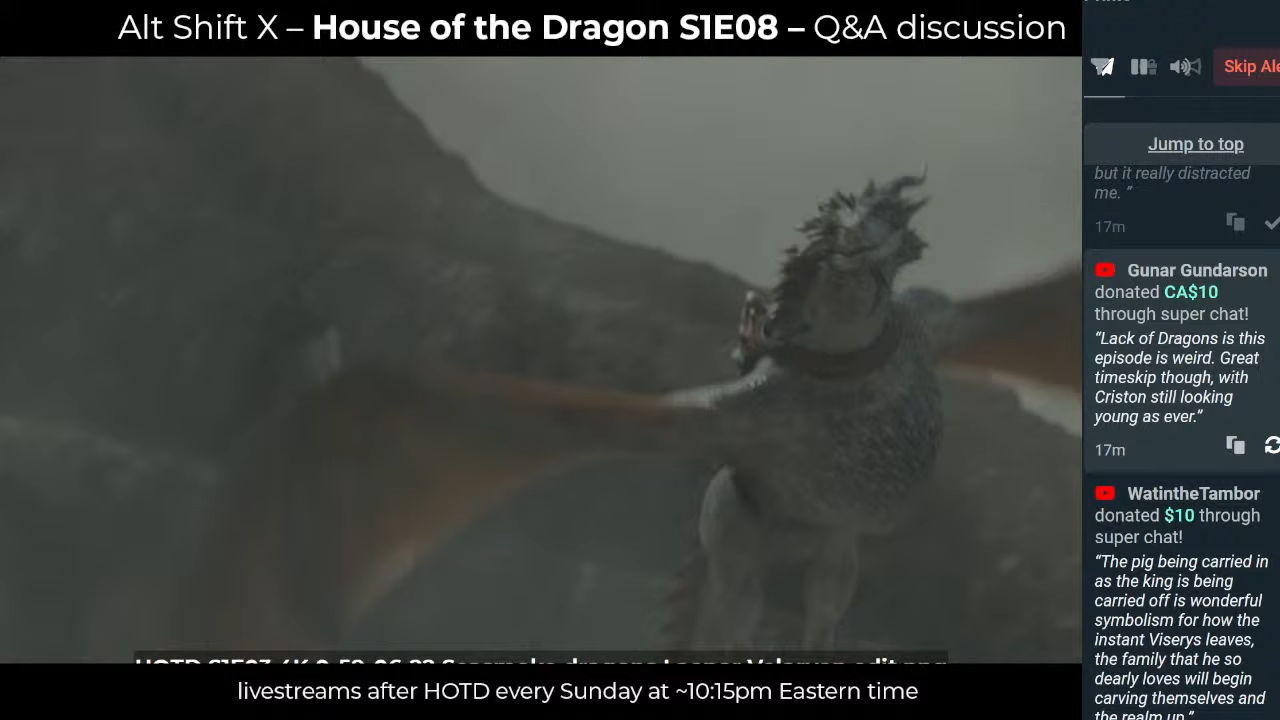 Alt Shift X – House of the Dragon S1E08 – Q&A discussion
Skip Ale
Jump to top
but it really distracted
me. ”
17m
Gunar Gundarson
donated CA$10
through super chat!
“Lack of Dragons is this
episode is weird. Great
timeskip though, with
Criston still looking
young as ever.”
17m
WatintheTambor
donated $10 through
super chat!
“The pig being carried in
as the king is being
carried off is wonderful
symbolism for how the
instant Viserys leaves,
the family that he so
dearly loves will begin
carving themselves and
the realm up.”
livestreams after HOTD every Sunday at ~10:15pm Eastern time